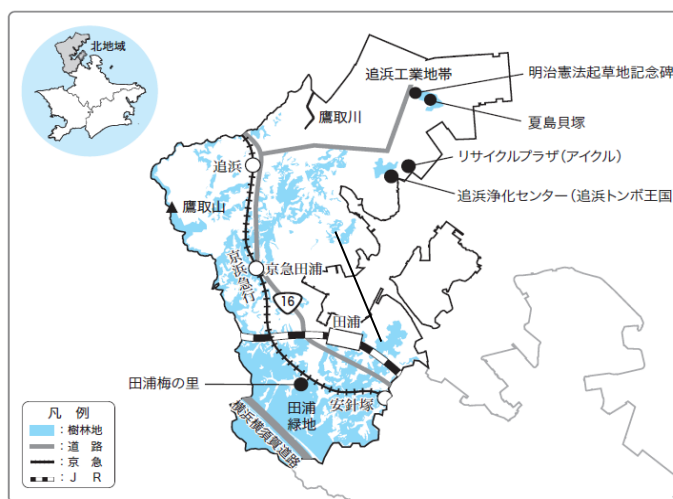 北地域
追浜工業地帯
明治憲法起草地記念碑
鷹取川
夏島貝塚
リサイクルプラザ(アイクル)
追浜
追浜浄化センター(追浜トンボ王国
▲鷹取山
京急田浦
京浜急行
16
田浦
田浦梅の里
安針塚
田浦
緑地
横浜横須賀道路
凡 例
:樹林地
:道 路
:京 急
:J R